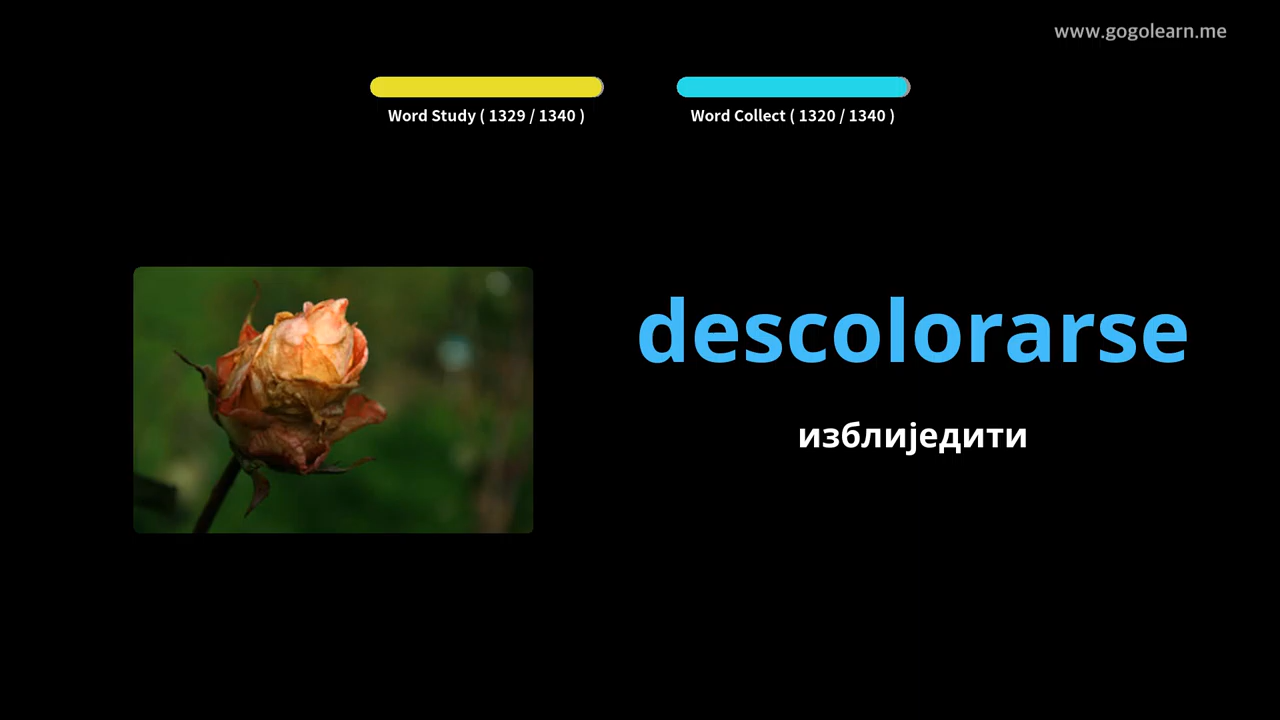 www.gogolearn.me
Word Study ( 1329 / 1340 )
Word Collect ( 1320 / 1340 )
descolorarse
изблиједити